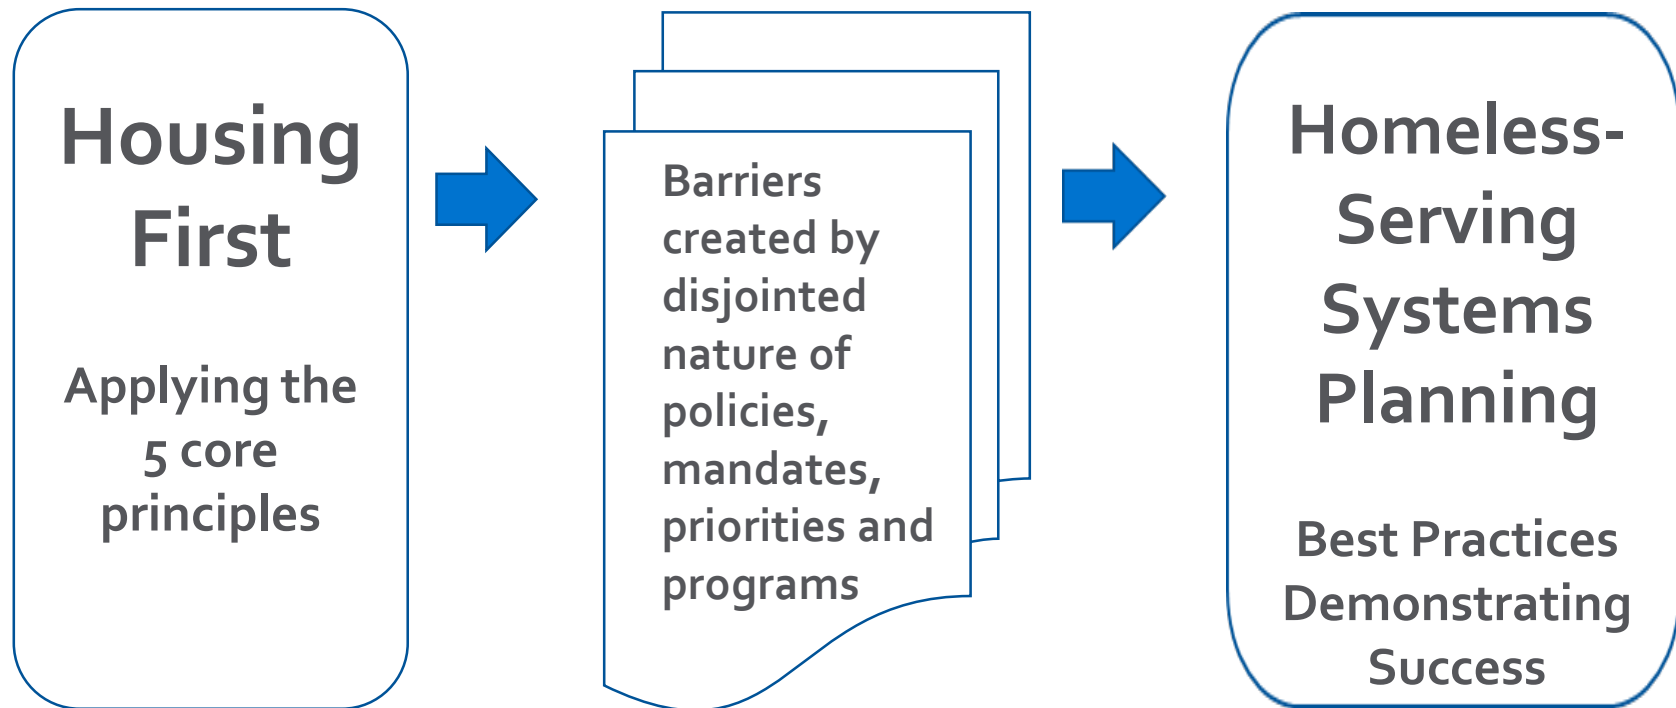 Housing
First
Applying the
5 core
principles
Barriers
created by
disjointed
nature of
policies,
mandates,
priorities and
programs
Homeless-
Serving
Systems
Planning
Best Practices
Demonstrating
Success